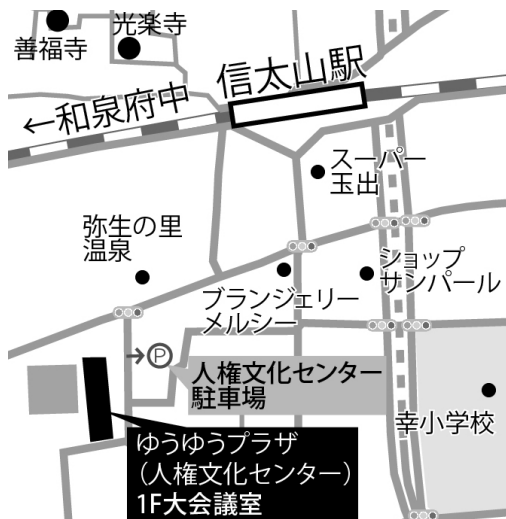 光楽寺
善福寺
信太山駅
←和泉府中
スーパー
玉出
弥生の里
温泉
ショップ
サンパール
ブランジェリー
メルシー
→Ⓟ
人権文化センター
駐車場
幸小学校
ゆうゆうプラザ
（人権文化センター）
1F大会議室